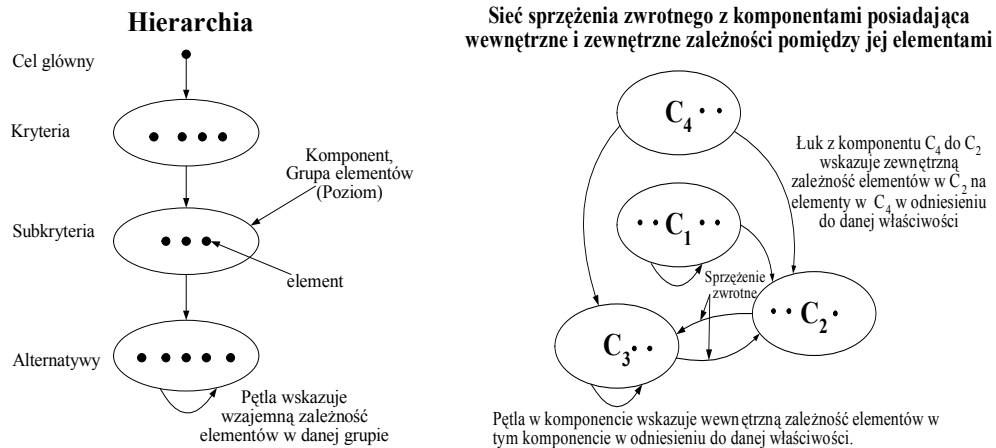 Hierarchia
Cel główny
Kryteria
Komponent,
Grupa elementów
(Poziom)
Subkryteria
element
Alternatywy
Pętla wskazuje
wzajemną zależność
elementów w danej grupie
Sieć sprzężenia zwrotnego z komponentami posiadająca
wewnętrzne i zewnętrzne zależności pomiędzy jej elementami
C4
Łuk z komponentu C4 do C2
wskazuje zewnętrzną
zależność elementów w C2 na
elementy w C4 w odniesieniu
do danej właściwości
C1
Sprzężenie
zwrotne
C2
C3
Pętla w komponencie wskazuje wewnętrzną zależność elementów w
tym komponencie w odniesieniu do danej właściwości.